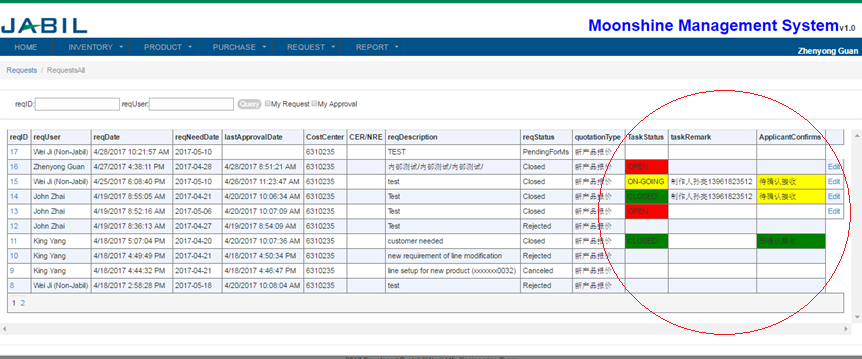 JABIL
Moonshine Management System v1.0
HOME INVENTORY PRODUCT PURCHASE REQUEST REPORT
Zhenyong Guan
Requests / RequestsAll
reqID: reqUser: Query My Request My Approval
reqID reqUser reqDate reqNeedDate lastApprovalDate CostCenter CER/NRE reqDescription reqStatus quotationType TaskStatus taskRemark ApplicantConfirms
17 Wei Ji (Non-Jabil) 4/28/2017 10:21:57 AM 2017-05-10 6310235 TEST PendingForMs 新产品报价
16 Zhenyong Guan 4/27/2017 4:38:11 PM 2017-04-28 4/28/2017 8:51:21 AM 6310235 内部测试/内部测试/内部测试/ Closed 新产品报价 OPEN Edit
15 Wei Ji (Non-Jabil) 4/25/2017 6:08:40 PM 2017-05-10 4/26/2017 11:23:47 AM 6310235 test Closed 新产品报价 ON-GOING 制作人孙亮13961823512 待确认接收 Edit
14 John Zhai 4/19/2017 8:55:05 AM 2017-04-21 4/20/2017 10:06:34 AM 6310235 test Closed 新产品报价 CLOSED 制作人孙亮13961823512 待确认接收 Edit
13 John Zhai 4/19/2017 8:52:16 AM 2017-05-06 4/20/2017 10:07:09 AM 6310235 test Closed 新产品报价 OPEN Edit
12 John Zhai 4/19/2017 8:36:13 AM 2017-04-27 4/19/2017 8:54:09 AM 6310235 Test Rejected 新产品报价
11 King Yang 4/18/2017 5:07:04 PM 2017-04-20 4/20/2017 10:07:36 AM 6310235 customer needed Closed 新产品报价 CLOSED
10 King Yang 4/18/2017 4:49:49 PM 2017-04-21 4/18/2017 4:50:34 PM 6310235 new requirement of line modification Rejected 新产品报价
9 King Yang 4/18/2017 4:44:32 PM 2017-04-21 4/18/2017 4:46:47 PM 6310235 line setup for new product (xxxxxxx0032) Canceled 新产品报价
8 Wei Ji (Non-Jabil) 4/18/2017 2:58:28 PM 2017-05-18 4/20/2017 10:08:04 AM 6310235 test Rejected 新产品报价
1 2